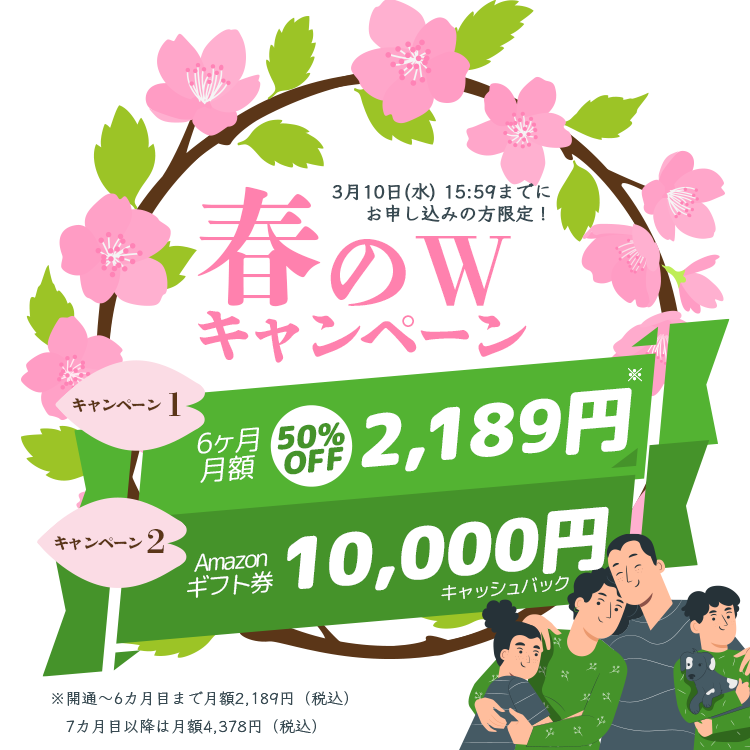 3月10日(水) 15:59までに
お申し込みの方限定！
春のW
キャンペーン
キャンペーン1
6ヶ月
月額
50%
OFF
2,189円
※
キャンペーン2
Amazon
ギフト券
10,000円
キャッシュバック
※開通〜6カ月目まで月額2,189円（税込）
7カ月目以降は月額4,378円（税込）